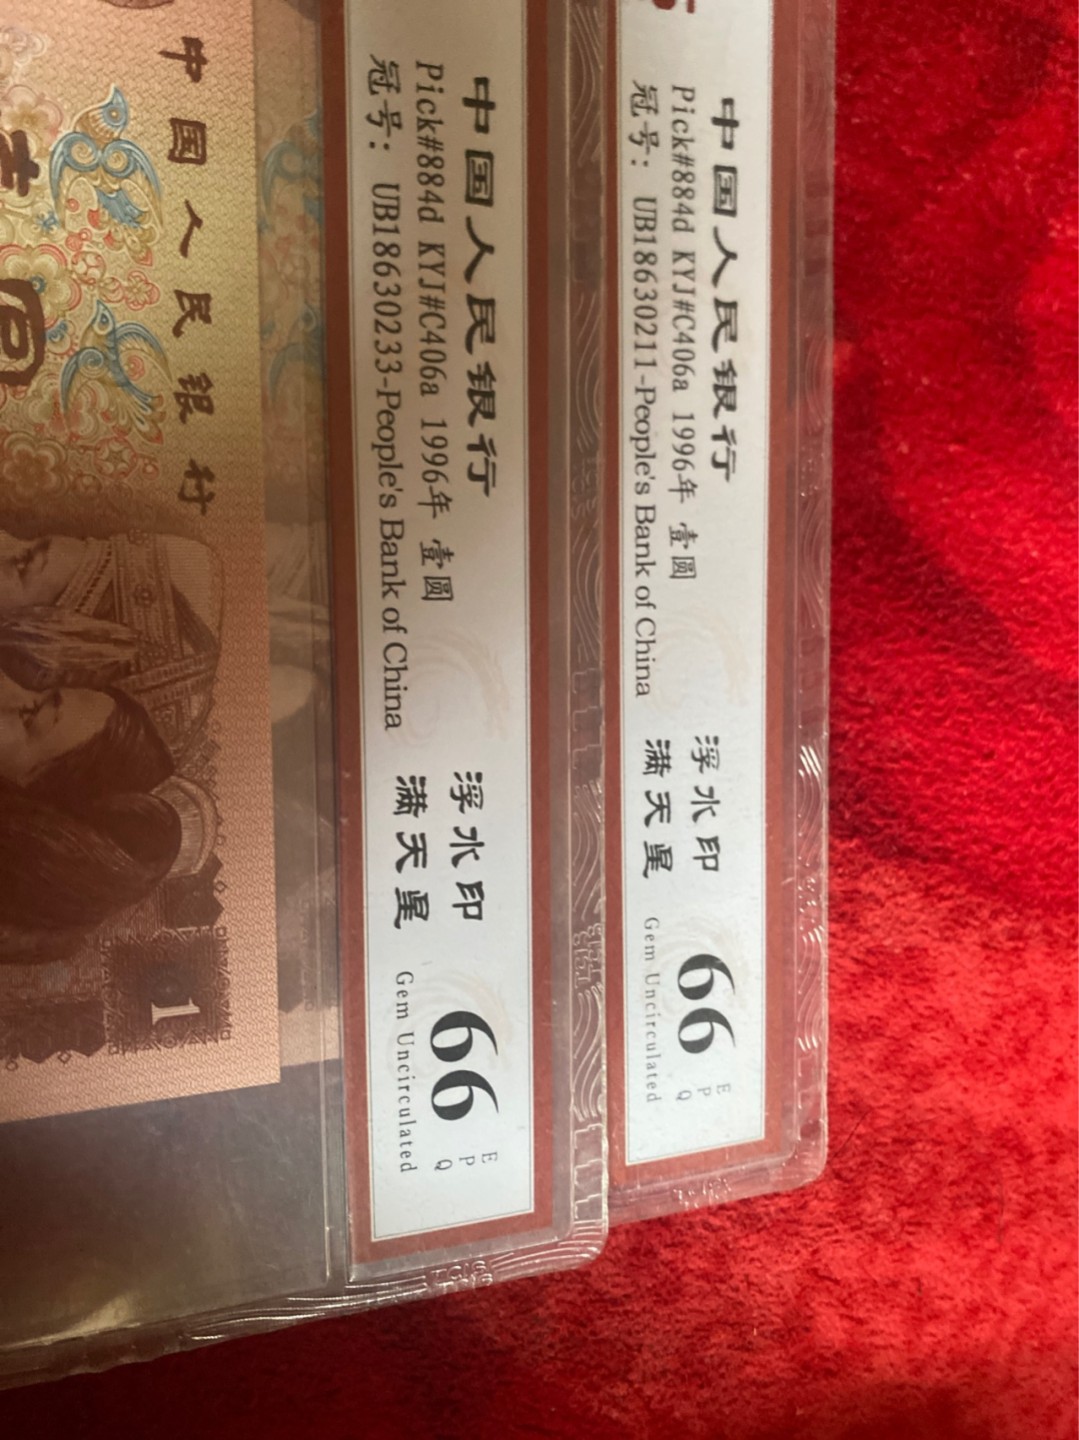 中国人民银行
Pick#884d KYJ#C406a 1996年 壹圆
冠号： UB18630211-People's Bank of China
浮水印
满天星
66
E
P
Q
Gem Uncirculated
中国人民银行
Pick#884d KYJ#C406a 1996年 壹圆
冠号： UB18630233-People's Bank of China
浮水印
满天星
66
E
P
Q
Gem Uncirculated
中国人民银行
1